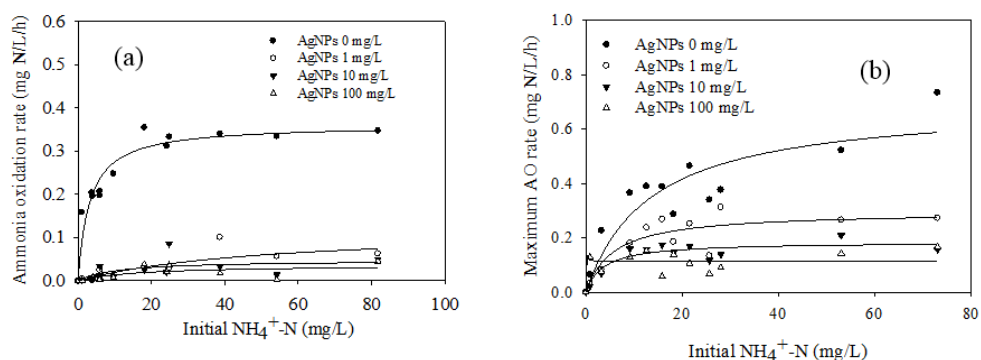 Ammonia oxidation rate (mg N/L/h)
0.6
0.5
0.4
0.3
0.2
0.1
0.0
(a)
AgNPs 0 mg/L
AgNPs 1 mg/L
AgNPs 10 mg/L
AgNPs 100 mg/L
0 20 40 60 80 100
Initial NH4+-N (mg/L)
Maximum AO rate (mg N/L/h)
1.0
0.8
0.6
0.4
0.2
0.0
AgNPs 0 mg/L
AgNPs 1 mg/L
AgNPs 10 mg/L
AgNPs 100 mg/L
(b)
0 20 40 60 80
Initial NH4+-N (mg/L)